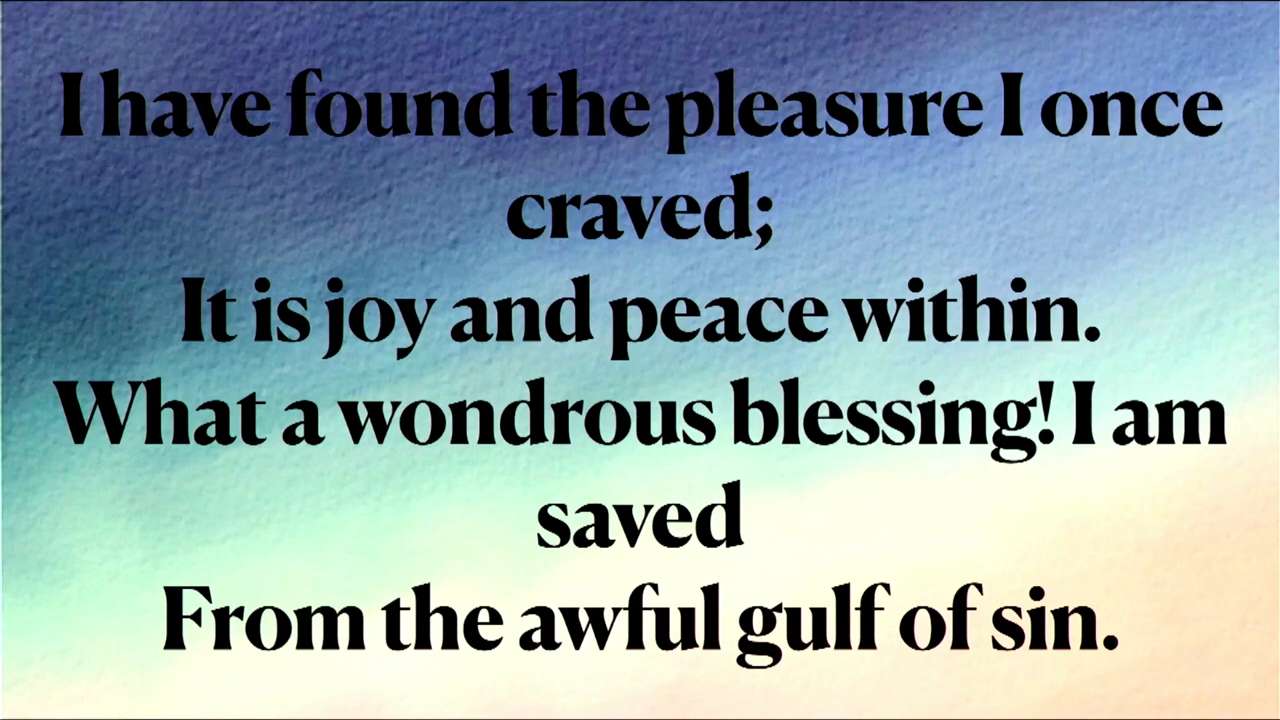 I have found the pleasure I once
craved;
It is joy and peace within.
What a wondrous blessing! I am
saved
From the awful gulf of sin.